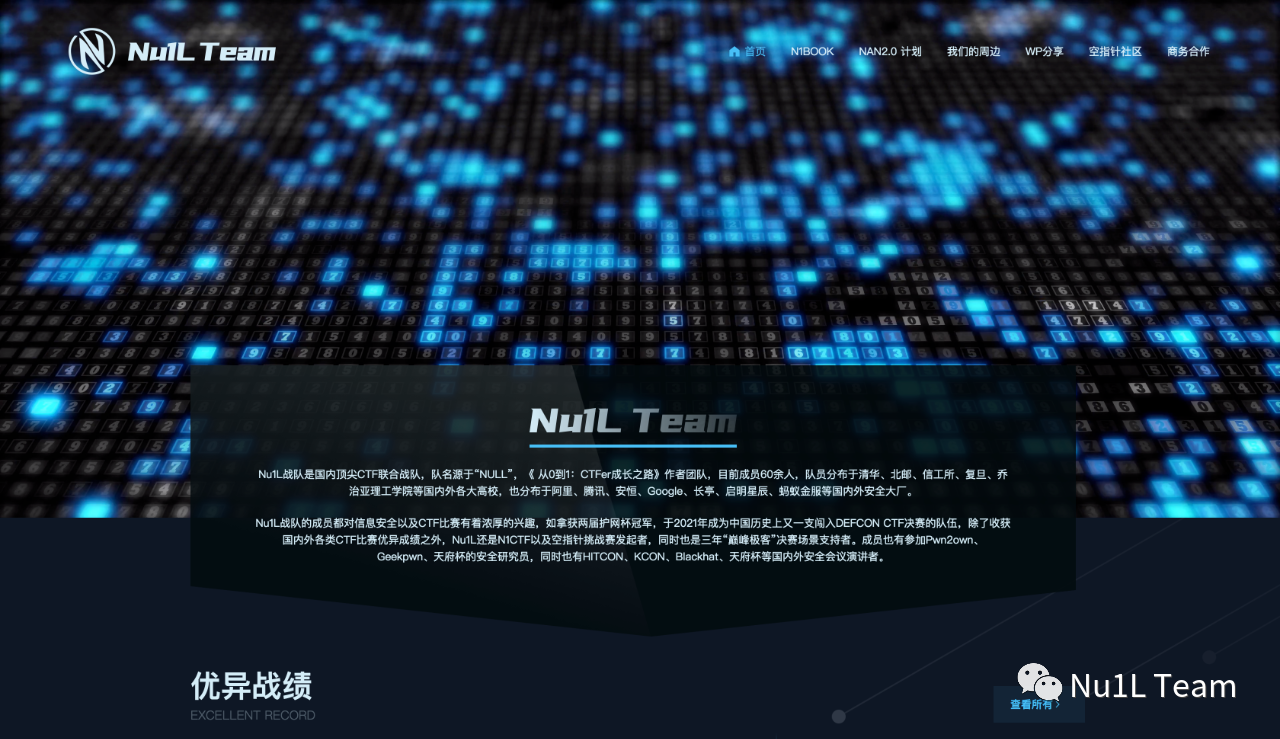 Nu1L Team
首页 N1BOOK NAN2.0 计划 我们的周边 WP分享 空指针社区 商务合作
Nu1L Team
Nu1L战队是国内顶尖CTF联合战队，队名源于“NULL”，《 从0到1：CTFer成长之路》作者团队，目前成员60余人，队员分布于清华、北邮、信工所、复旦、乔
治亚理工学院等国内外各大高校，也分布于阿里、腾讯、安恒、Google、长亭、启明星辰、蚂蚁金服等国内外安全大厂。
Nu1L战队的成员都对信息安全以及CTF比赛有着浓厚的兴趣，如拿获两届护网杯冠军，于2021年成为中国历史上又一支闯入DEFCON CTF决赛的队伍，除了收获
国内外各类CTF比赛优异成绩之外，Nu1L还是N1CTF以及空指针挑战赛发起者，同时也是三年“巅峰极客”决赛场景支持者。成员也有参加Pwn2own、
Geekpwn、天府杯的安全研究员，同时也有HITCON、KCON、Blackhat、天府杯等国内外安全会议演讲者。
优异战绩
EXCELLENT RECORD
查看所有 ›
Nu1L Team